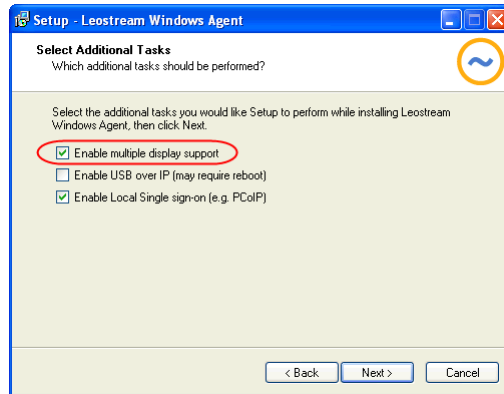 Setup - Leostream Windows Agent
Select Additional Tasks
Which additional tasks should be performed?
Select the additional tasks you would like Setup to perform while installing Leostream
Windows Agent, then click Next.
Enable multiple display support
Enable USB over IP (may require reboot)
Enable Local Single sign-on (e.g. PCoIP)
< Back Next > Cancel